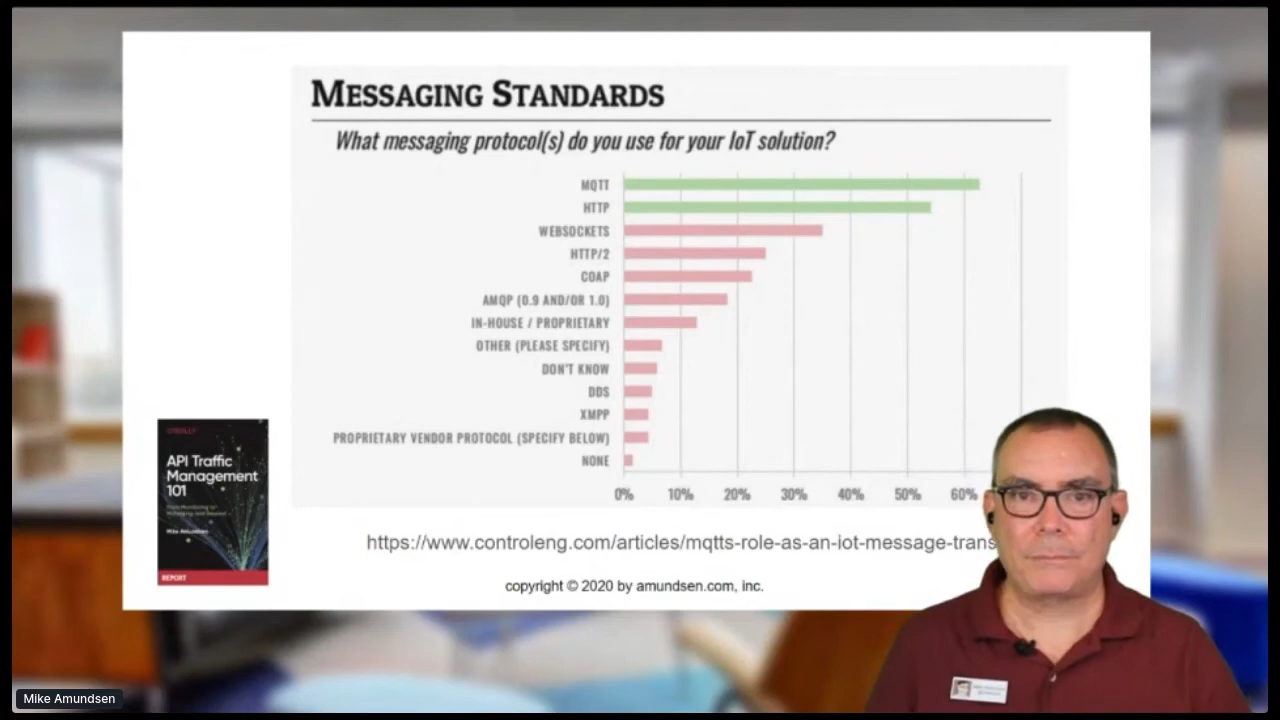 MESSAGING STANDARDS
What messaging protocol(s) do you use for your IoT solution?
MQTT
HTTP
WEBSOCKETS
HTTP/2
COAP
AMQP (0.9 AND/OR 1.0)
IN-HOUSE / PROPRIETARY
OTHER (PLEASE SPECIFY)
DON'T KNOW
DDS
XMPP
PROPRIETARY VENDOR PROTOCOL (SPECIFY BELOW)
NONE
0% 10% 20% 30% 40% 50% 60%
O'REILLY
API Traffic
Management
101
Mike Amundsen
REPORT
https://www.controleng.com/articles/mqtts-role-as-an-iot-message-trans
copyright © 2020 by amundsen.com, inc.
Mike Amundsen